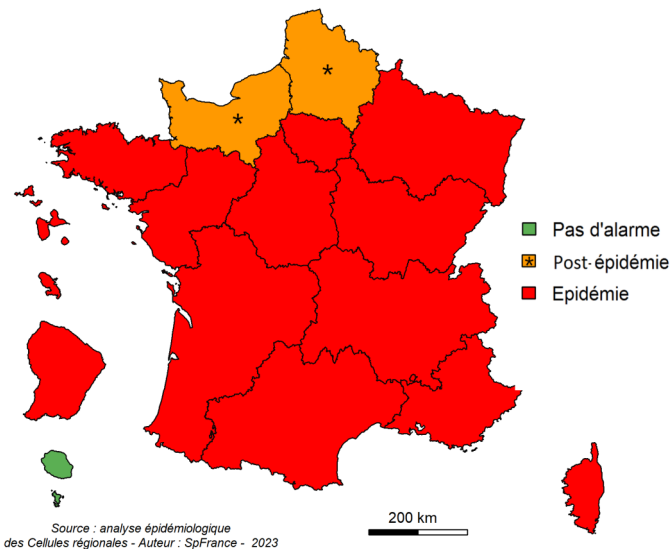 Pas d'alarme
Post-épidémie
Epidémie
200 km
Source : analyse épidémiologique
des Cellules régionales - Auteur : SpFrance - 2023